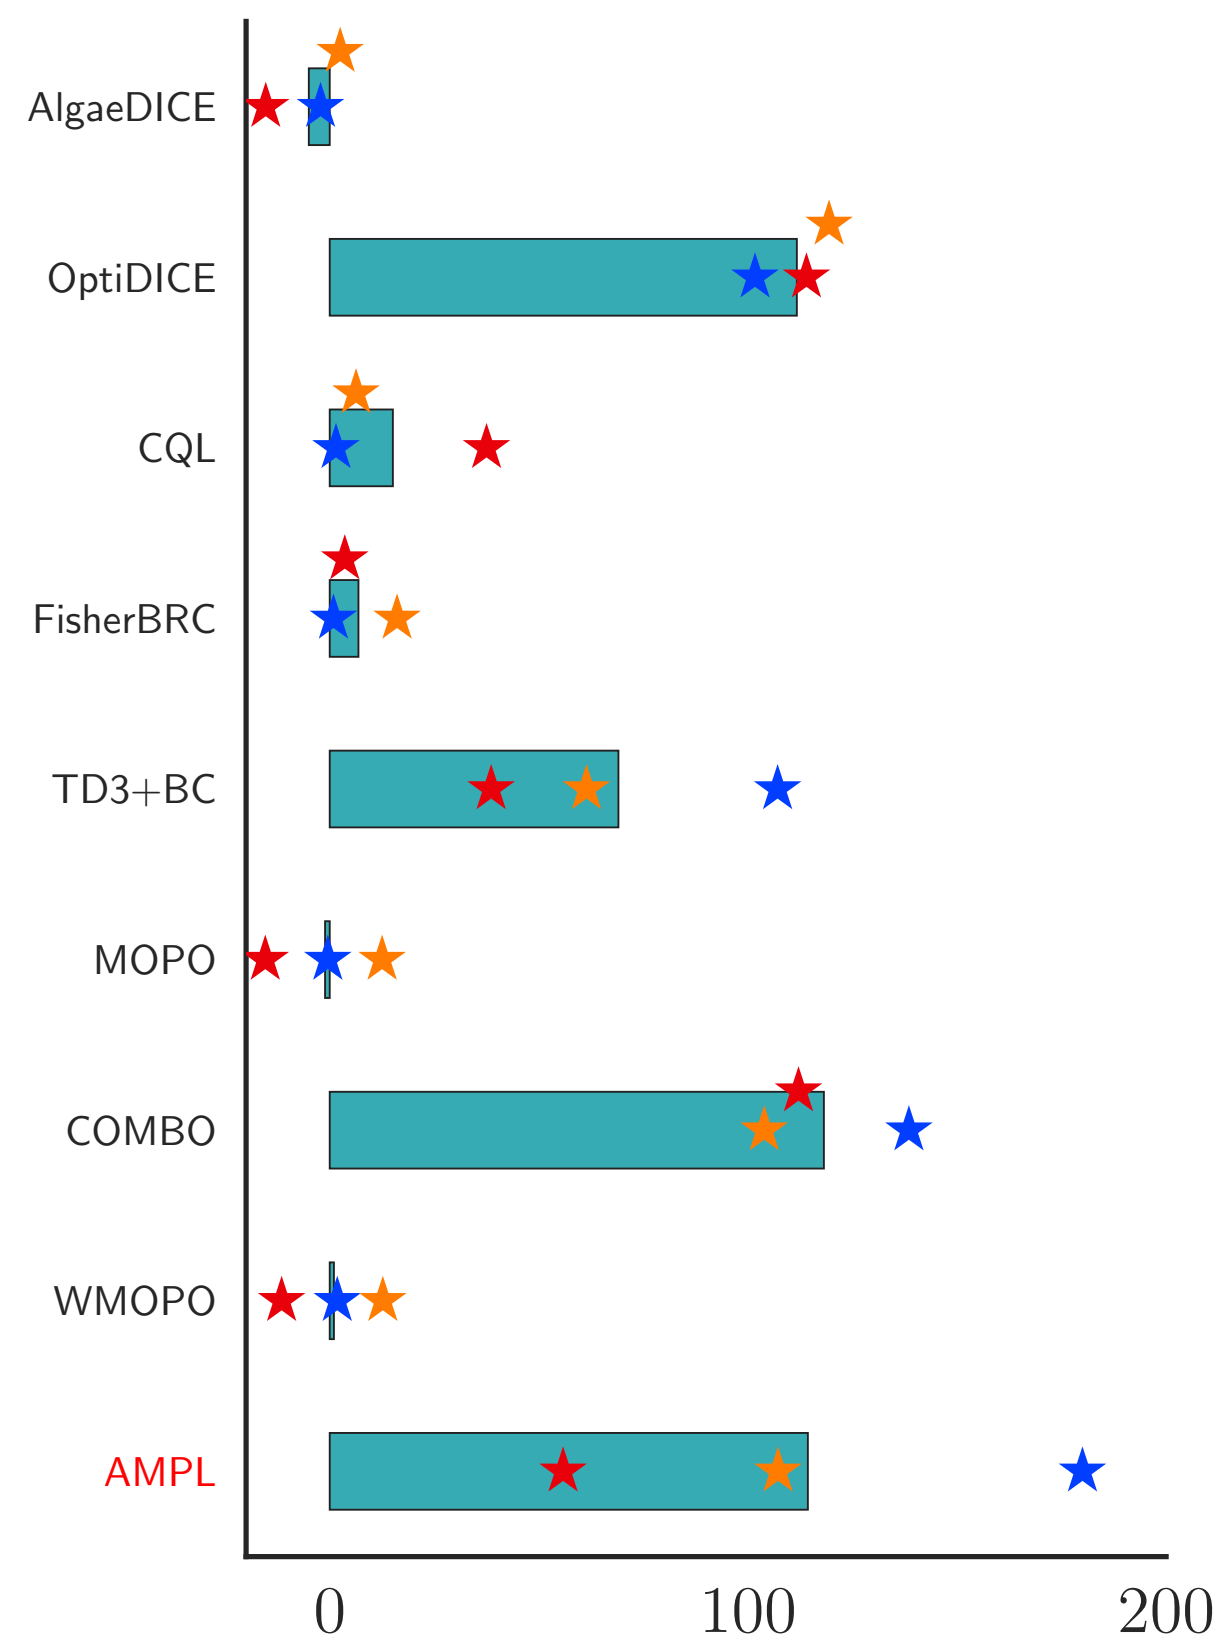 AlgaeDICE
OptiDICE
CQL
FisherBRC
TD3+BC
MOPO
COMBO
WMOPO
AMPL
0 100 200